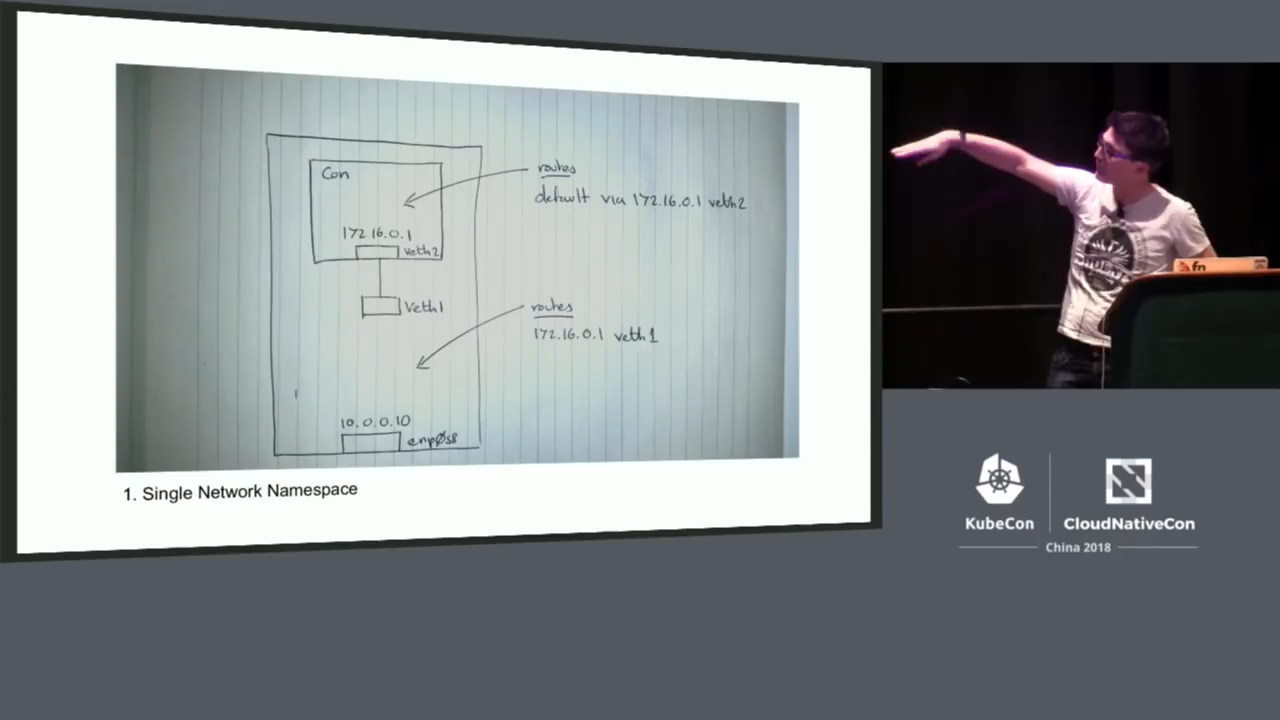 Con
172 16.0.1
veth2
Veth1
10.0.0.10
enpØs8
routes
default via 172.16.0.1 veth2
routes
172.16.0.1 veth1
1. Single Network Namespace
fn
KubeCon
CloudNativeCon
China 2018